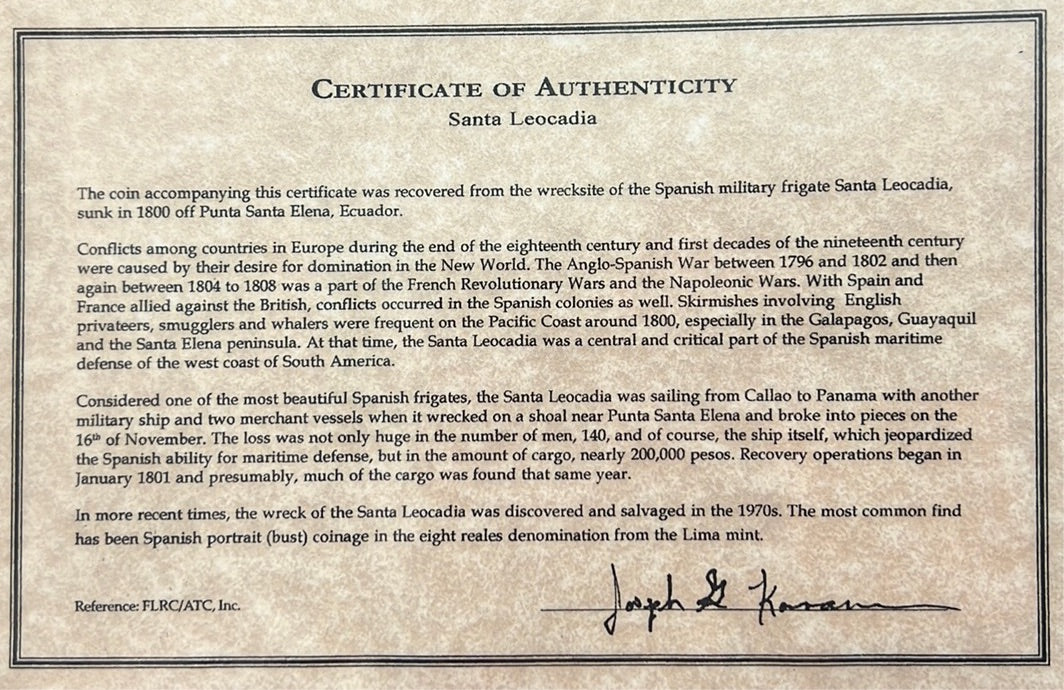 CERTIFICATE OF AUTHENTICITY
Santa Leocadia
The coin accompanying this certificate was recovered from the wrecksite of the Spanish military frigate Santa Leocadia,
sunk in 1800 off Punta Santa Elena, Ecuador.
Conflicts among countries in Europe during the end of the eighteenth century and first decades of the nineteenth century
were caused by their desire for domination in the New World. The Anglo-Spanish War between 1796 and 1802 and then
again between 1804 to 1808 was a part of the French Revolutionary Wars and the Napoleonic Wars. With Spain and
France allied against the British, conflicts occurred in the Spanish colonies as well. Skirmishes involving English
privateers, smugglers and whalers were frequent on the Pacific Coast around 1800, especially in the Galapagos, Guayaquil
and the Santa Elena peninsula. At that time, the Santa Leocadia was a central and critical part of the Spanish maritime
defense of the west coast of South America.
Considered one of the most beautiful Spanish frigates, the Santa Leocadia was sailing from Callao to Panama with another
military ship and two merchant vessels when it wrecked on a shoal near Punta Santa Elena and broke into pieces on the
16th of November. The loss was not only huge in the number of men, 140, and of course, the ship itself, which jeopardized
the Spanish ability for maritime defense, but in the amount of cargo, nearly 200,000 pesos. Recovery operations began in
January 1801 and presumably, much of the cargo was found that same year.
In more recent times, the wreck of the Santa Leocadia was discovered and salvaged in the 1970s. The most common find
has been Spanish portrait (bust) coinage in the eight reales denomination from the Lima mint.
Reference: FLRC/ATC, Inc.
Joseph